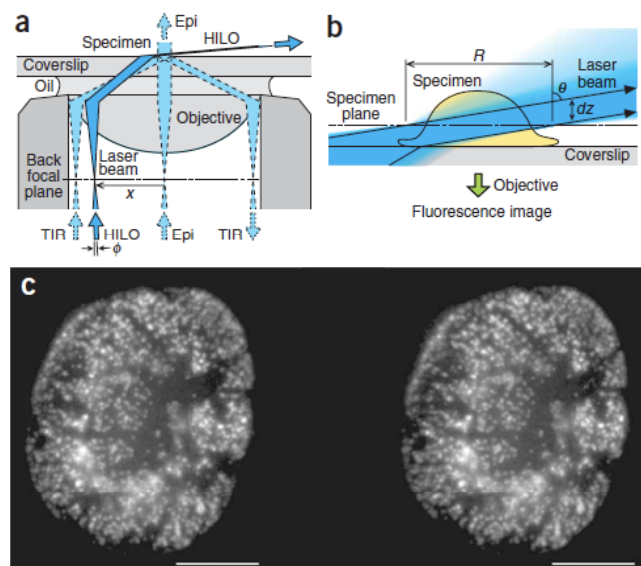 a
Epi
Specimen
HILO
Coverslip
Oil
Objective
Back
focal
plane
Laser
beam
x
TIR
HILO
Epi
TIR
ϕ
b
R
Laser
beam
Specimen
θ
Specimen
plane
dz
Coverslip
Objective
Fluorescence image
c